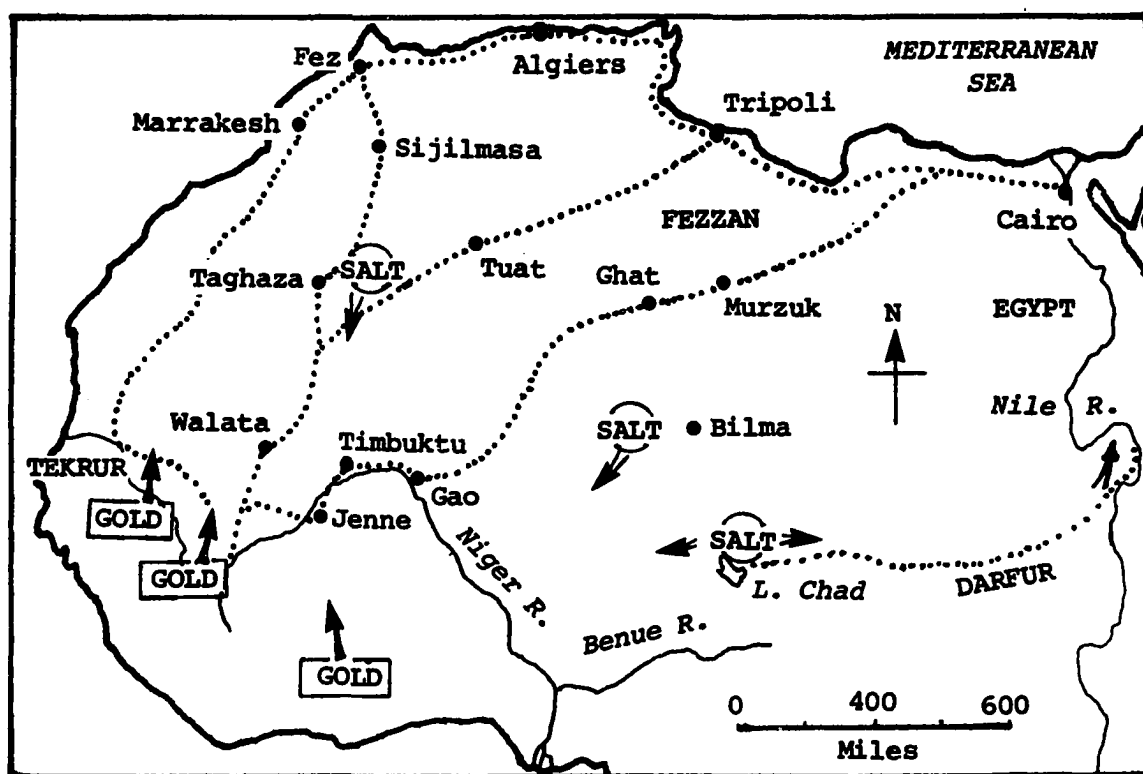 MEDITERRANEAN
SEA
Fez
Algiers
Tripoli
Marrakesh
Sijilmasa
Cairo
FEZZAN
Tuat
Taghaza
SALT
Ghat
Murzuk
EGYPT
N
Nile R.
Walata
SALT
Bilma
Timbuktu
TEKRUR
Gao
GOLD
Jenne
Niger R.
SALT
GOLD
L. Chad
DARFUR
Benue R.
GOLD
0 400 600
Miles